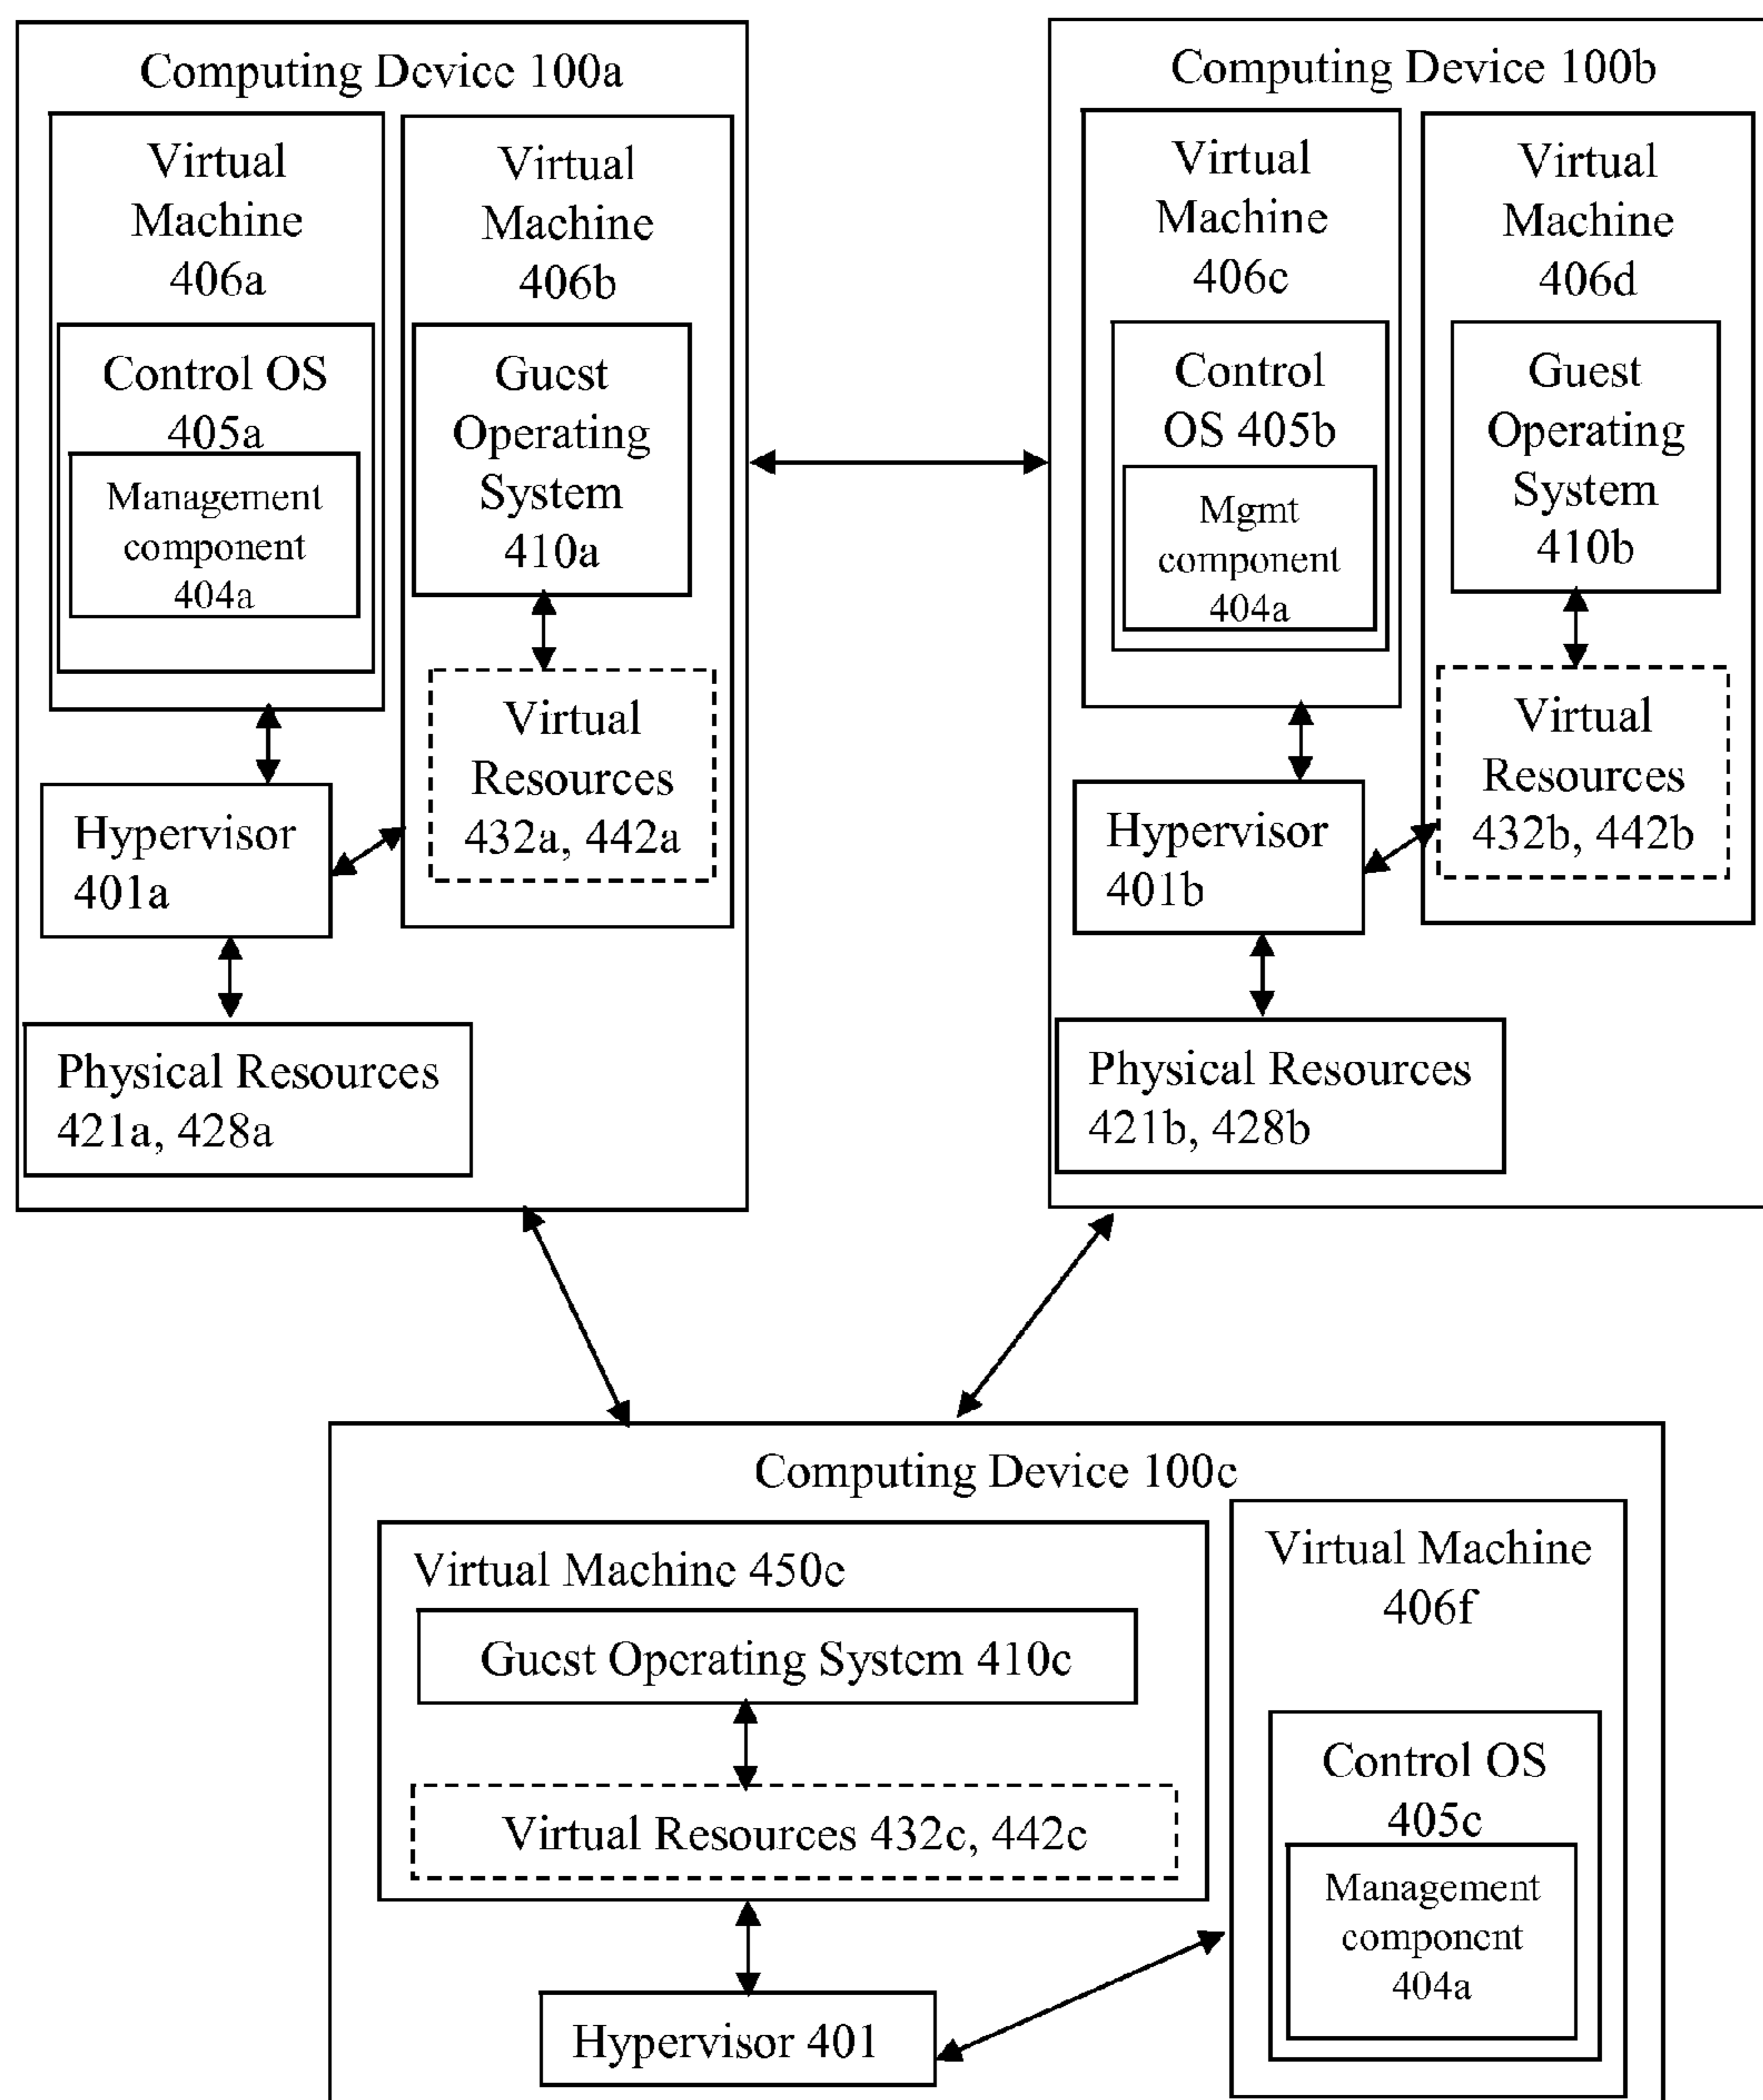 Computing Device 100a
Virtual
Machine
406a
Control OS
405a
Management
component
404a
Virtual
Machine
406b
Guest
Operating
System
410a
Virtual
Resources
432a, 442a
Hypervisor
401a
Physical Resources
421a, 428a
Computing Device 100b
Virtual
Machine
406c
Control
OS 405b
Mgmt
component
404a
Virtual
Machine
406d
Guest
Operating
System
410b
Virtual
Resources
432b, 442b
Hypervisor
401b
Physical Resources
421b, 428b
Computing Device 100c
Virtual Machine 450c
Guest Operating System 410c
Virtual Resources 432c, 442c
Hypervisor 401
Virtual Machine
406f
Control OS
405c
Management
component
404a